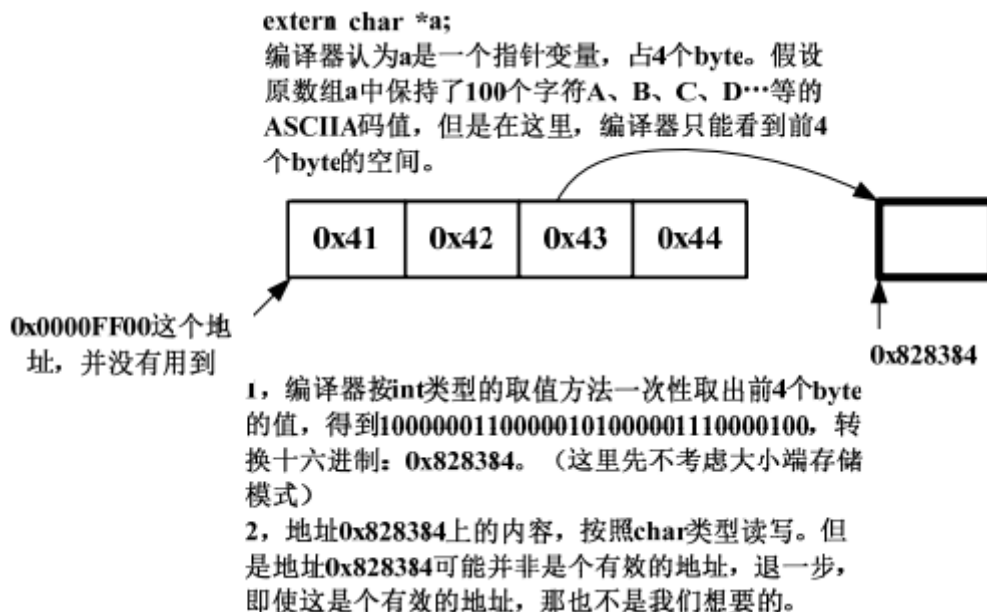 extern char *a;
编译器认为a是一个指针变量，占4个byte。假设
原数组a中保持了100个字符A、B、C、D…等的
ASCIIA码值，但是在这里，编译器只能看到前4
个byte的空间。
0x41 0x42 0x43 0x44
0x0000FF00这个地
址，并没有用到
0x828384
1，编译器按int类型的取值方法一次性取出前4个byte
的值，得到10000001100000101000001110000100，转
换十六进制：0x828384。（这里先不考虑大小端存储
模式）
2，地址0x828384上的内容，按照char类型读写。但
是地址0x828384可能并非是个有效的地址，退一步，
即使这是个有效的地址，那也不是我们想要的。